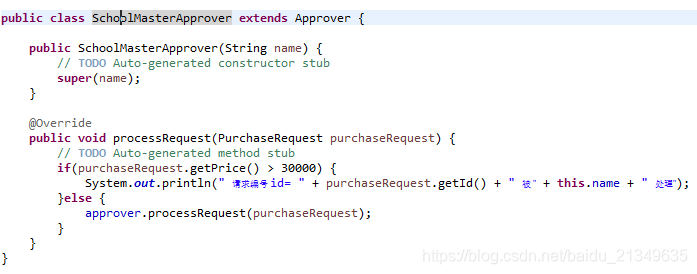 public class SchoolMasterApprover extends Approver {
public SchoolMasterApprover(String name) {
// TODO Auto-generated constructor stub
super(name);
}
@Override
public void processRequest(PurchaseRequest purchaseRequest) {
// TODO Auto-generated method stub
if(purchaseRequest.getPrice() > 30000) {
System.out.println(" 请求编号 id= " + purchaseRequest.getId() + " 被" + this.name + " 处理");
}else {
approver.processRequest(purchaseRequest);
}
}
}
https://blog.csdn.net/baidu_21349635